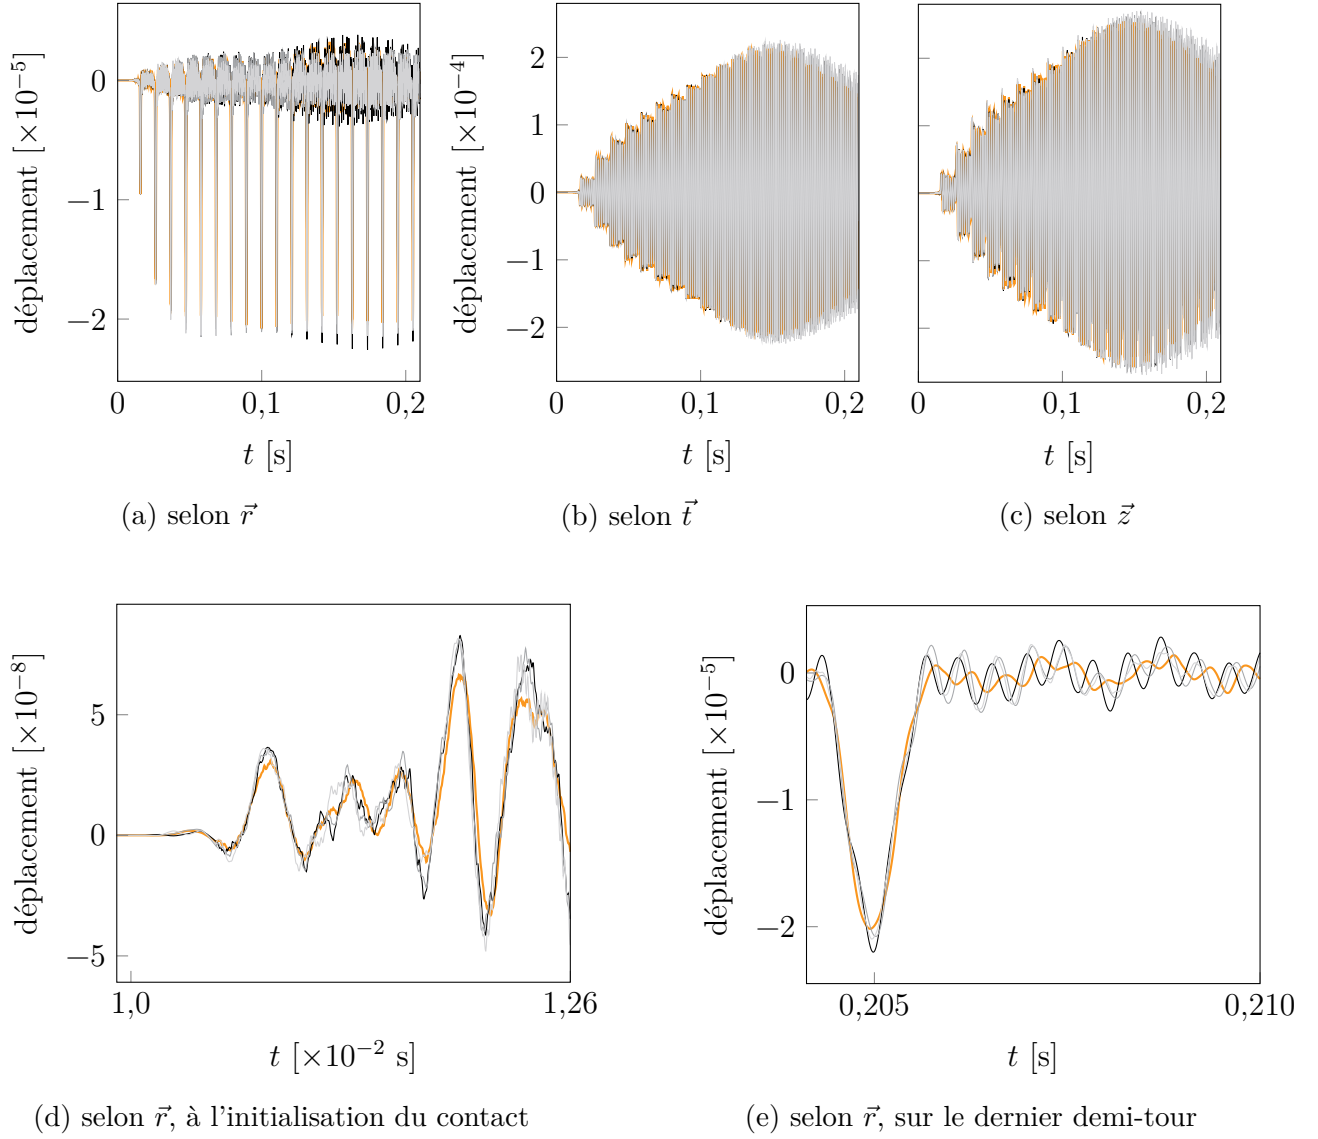 déplacement [×10⁻⁵]
0
−1
−2
0
0,1
0,2
t [s]
(a) selon r⃗
déplacement [×10⁻⁴]
2
1
0
−1
−2
0
0,1
0,2
t [s]
(b) selon t⃗
0
0,1
0,2
t [s]
(c) selon z⃗
déplacement [×10⁻⁸]
5
0
−5
1,0
1,26
t [×10⁻² s]
(d) selon r⃗, à l'initialisation du contact
déplacement [×10⁻⁵]
0
−1
−2
0,205
0,210
t [s]
(e) selon r⃗, sur le dernier demi-tour